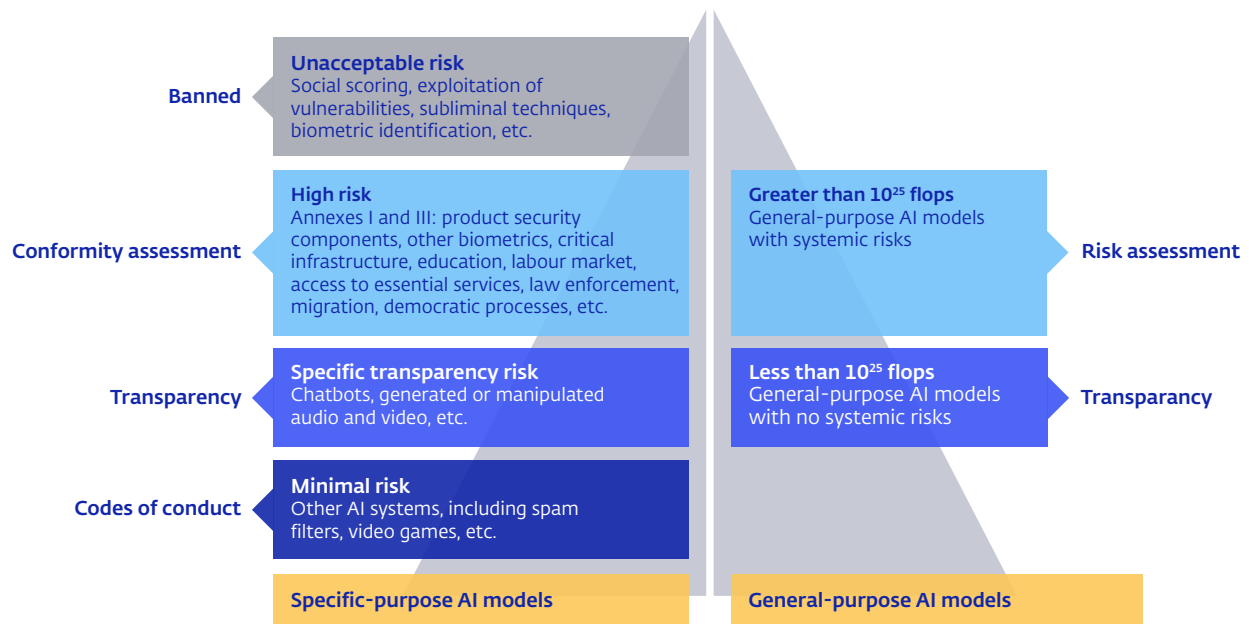 Banned
Unacceptable risk
Social scoring, exploitation of
vulnerabilities, subliminal techniques,
biometric identification, etc.
Conformity assessment
High risk
Annexes I and III: product security
components, other biometrics, critical
infrastructure, education, labour market,
access to essential services, law enforcement,
migration, democratic processes, etc.
Greater than 10²⁵ flops
General-purpose AI models
with systemic risks
Risk assessment
Transparency
Specific transparency risk
Chatbots, generated or manipulated
audio and video, etc.
Less than 10²⁵ flops
General-purpose AI models
with no systemic risks
Transparancy
Codes of conduct
Minimal risk
Other AI systems, including spam
filters, video games, etc.
Specific-purpose AI models
General-purpose AI models